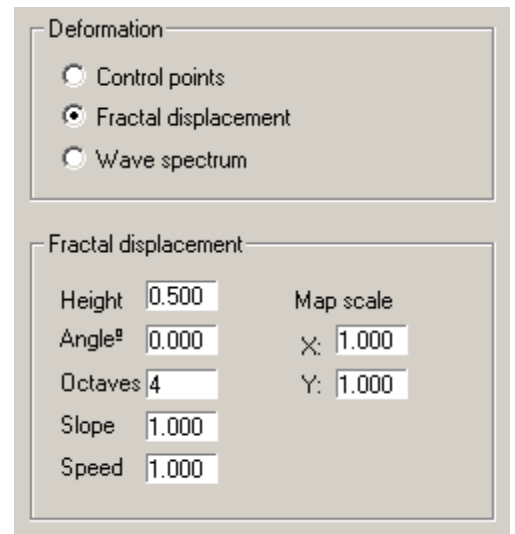 Deformation
Control points
Fractal displacement
Wave spectrum
Fractal displacement
Height 0.500 Map scale
Angleº 0.000 X: 1.000
Octaves 4 Y: 1.000
Slope 1.000
Speed 1.000